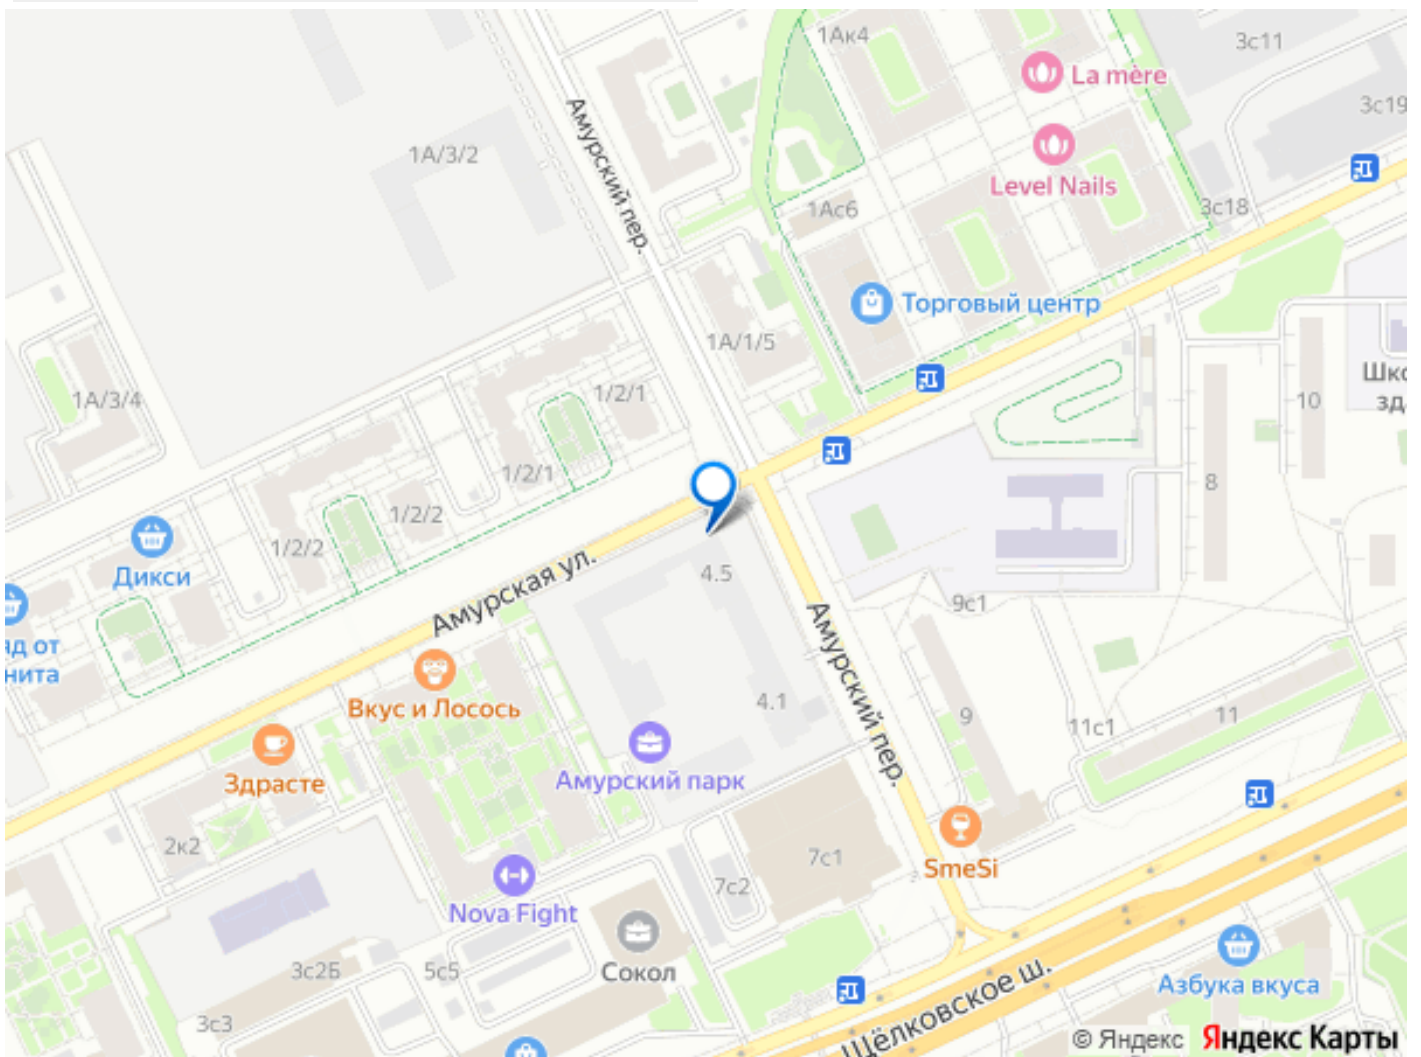 1Ак4
3с11
La mère
3с19
Амурский пер.
1А/3/2
Level Nails
1Ас6
3с18
Торговый центр
1А/1/5
1А/3/4
1/2/1
10
1/2/1
8
1/2/2
1/2/2
Дикси
4.5
Амурская ул.
9с1
Амурский пер.
Вкус и Лосось
4.1
9
11с1
11
Амурский парк
Здрасте
2к2
7с1
SmeSi
7с2
Nova Fight
3с2Б
5с5
Сокол
Азбука вкуса
3с3
Щёлковское ш.
© Яндекс Яндекс Карты